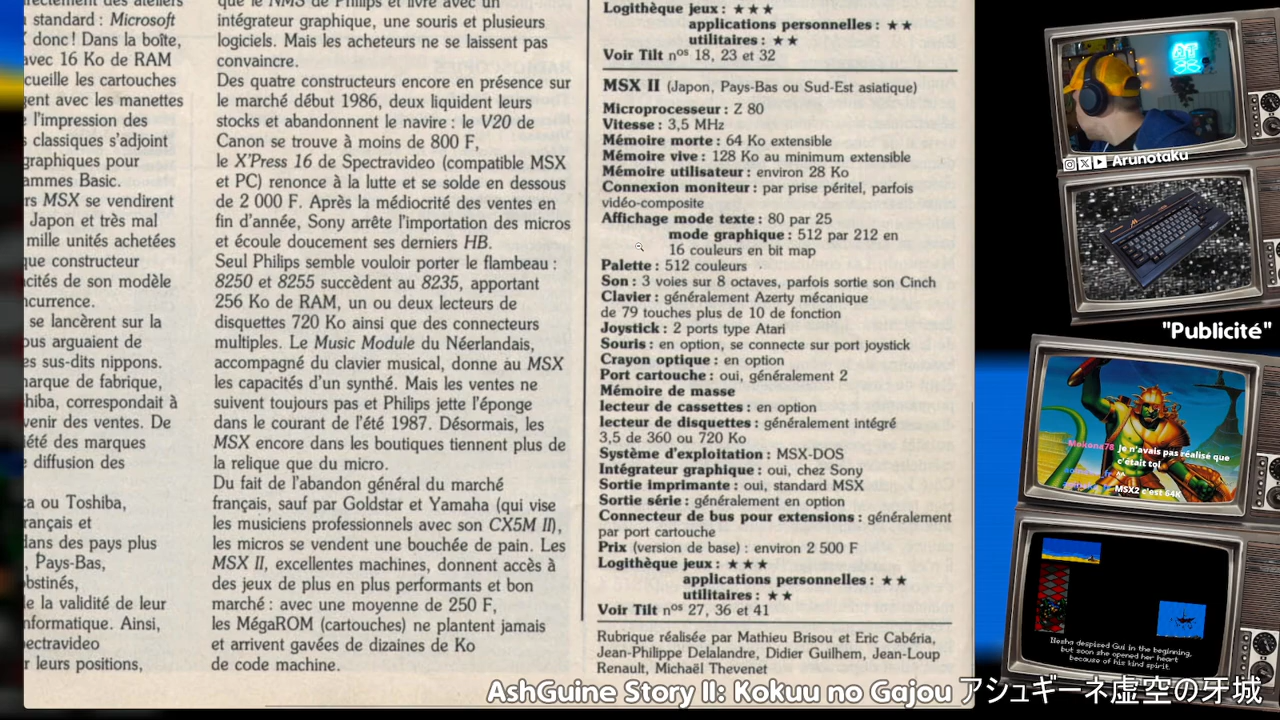 rectement des ateliers
standard : Microsoft
donc ! Dans la boîte,
avec 16 Ko de RAM
cueille les cartouches
gent avec les manettes
l'impression des
classiques s'adjoint
graphiques pour
ammes Basic.
rs MSX se vendirent
Japon et très mal
mille unités achetées
que constructeur
cités de son modèle
ncurrence.
se lancèrent sur la
ous arguaient de
es sus-dits nippons.
arque de fabrique,
hiba, correspondait à
venir des ventes. De
iété des marques
e diffusion des
ca ou Toshiba,
rançais et
dans des pays plus
, Pays-Bas,
bstinés,
e la validité de leur
nformatique. Ainsi,
pectravideo
r leurs positions,
que le NMS de Philips et livré avec un
intégrateur graphique, une souris et plusieurs
logiciels. Mais les acheteurs ne se laissent pas
convaincre.
Des quatre constructeurs encore en présence sur
le marché début 1986, deux liquident leurs
stocks et abandonnent le navire : le V20 de
Canon se trouve à moins de 800 F,
le X'Press 16 de Spectravideo (compatible MSX
et PC) renonce à la lutte et se solde en dessous
de 2 000 F. Après la médiocrité des ventes en
fin d'année, Sony arrête l'importation des micros
et écoule doucement ses derniers HB.
Seul Philips semble vouloir porter le flambeau :
8250 et 8255 succèdent au 8235, apportant
256 Ko de RAM, un ou deux lecteurs de
disquettes 720 Ko ainsi que des connecteurs
multiples. Le Music Module du Néerlandais,
accompagné du clavier musical, donne au MSX
les capacités d'un synthé. Mais les ventes ne
suivent toujours pas et Philips jette l'éponge
dans le courant de l'été 1987. Désormais, les
MSX encore dans les boutiques tiennent plus de
la relique que du micro.
Du fait de l'abandon général du marché
français, sauf par Goldstar et Yamaha (qui vise
les musiciens professionnels avec son CX5M II),
les micros se vendent une bouchée de pain. Les
MSX II, excellentes machines, donnent accès à
des jeux de plus en plus performants et bon
marché : avec une moyenne de 250 F,
les MégaROM (cartouches) ne plantent jamais
et arrivent gavées de dizaines de Ko
de code machine.
Logithèque jeux : ★ ★ ★
applications personnelles : ★ ★
utilitaires : ★ ★
Voir Tilt nos 18, 23 et 32
MSX II (Japon, Pays-Bas ou Sud-Est asiatique)
Microprocesseur : Z 80
Vitesse : 3,5 MHz
Mémoire morte : 64 Ko extensible
Mémoire vive : 128 Ko au minimum extensible
Mémoire utilisateur : environ 28 Ko
Connexion moniteur : par prise péritel, parfois
vidéo-composite
Affichage mode texte : 80 par 25
mode graphique : 512 par 212 en
16 couleurs en bit map
Palette : 512 couleurs
Son : 3 voies sur 8 octaves, parfois sortie son Cinch
Clavier : généralement Azerty mécanique
de 79 touches plus de 10 de fonction
Joystick : 2 ports type Atari
Souris : en option, se connecte sur port joystick
Crayon optique : en option
Port cartouche : oui, généralement 2
Mémoire de masse
lecteur de cassettes : en option
lecteur de disquettes : généralement intégré
3,5 de 360 ou 720 Ko
Système d'exploitation : MSX-DOS
Intégrateur graphique : oui, chez Sony
Sortie imprimante : oui, standard MSX
Sortie série : généralement en option
Connecteur de bus pour extensions : généralement
par port cartouche
Prix (version de base) : environ 2 500 F
Logithèque jeux : ★ ★ ★
applications personnelles : ★ ★
utilitaires : ★ ★
Voir Tilt nos 27, 36 et 41
Rubrique réalisée par Mathieu Brisou et Eric Cabéria,
Jean-Philippe Delalandre, Didier Guilhem, Jean-Loup
Renault, Michaël Thevenet
Arunotaku
"Publicité"
Mokona78 Je n'avais pas réalisé que
c'était toi
^^
MSX2 c'est 64K
Nesha despised Gui in the beginning,
but soon she opened her heart
because of his kind spirit.
AshGuine Story II: Kokuu no Gajou アシュギーネ虚空の牙城